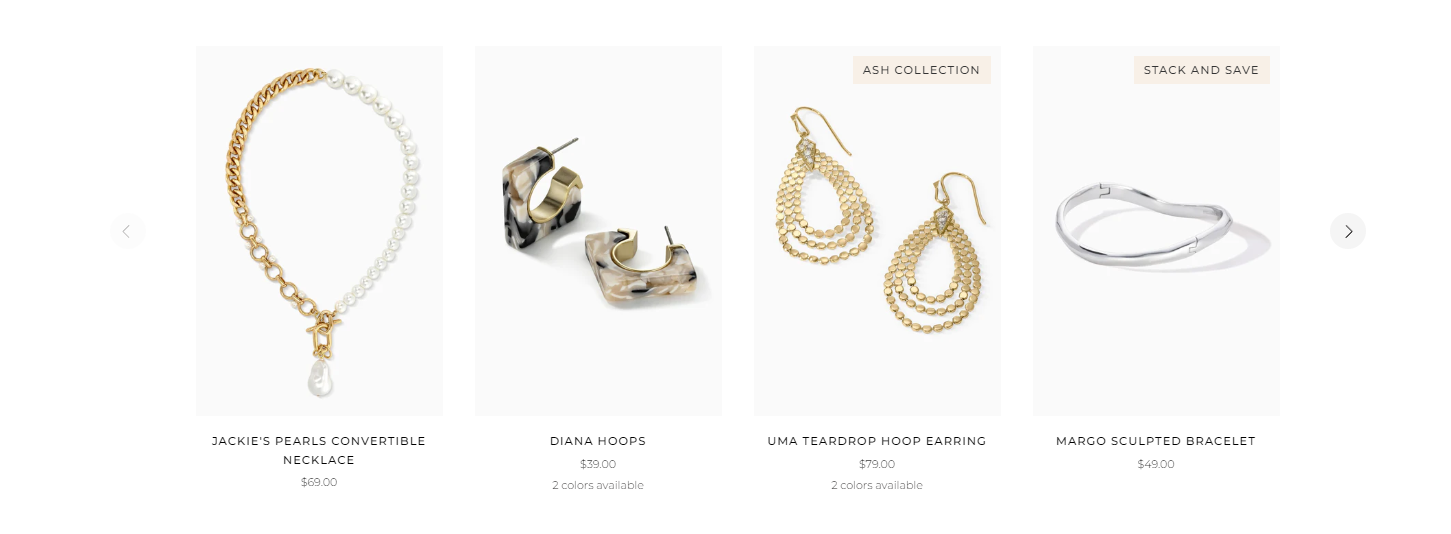 ASH COLLECTION
STACK AND SAVE
JACKIE'S PEARLS CONVERTIBLE
NECKLACE
$69.00
DIANA HOOPS
$39.00
2 colors available
UMA TEARDROP HOOP EARRING
$79.00
2 colors available
MARGO SCULPTED BRACELET
$49.00